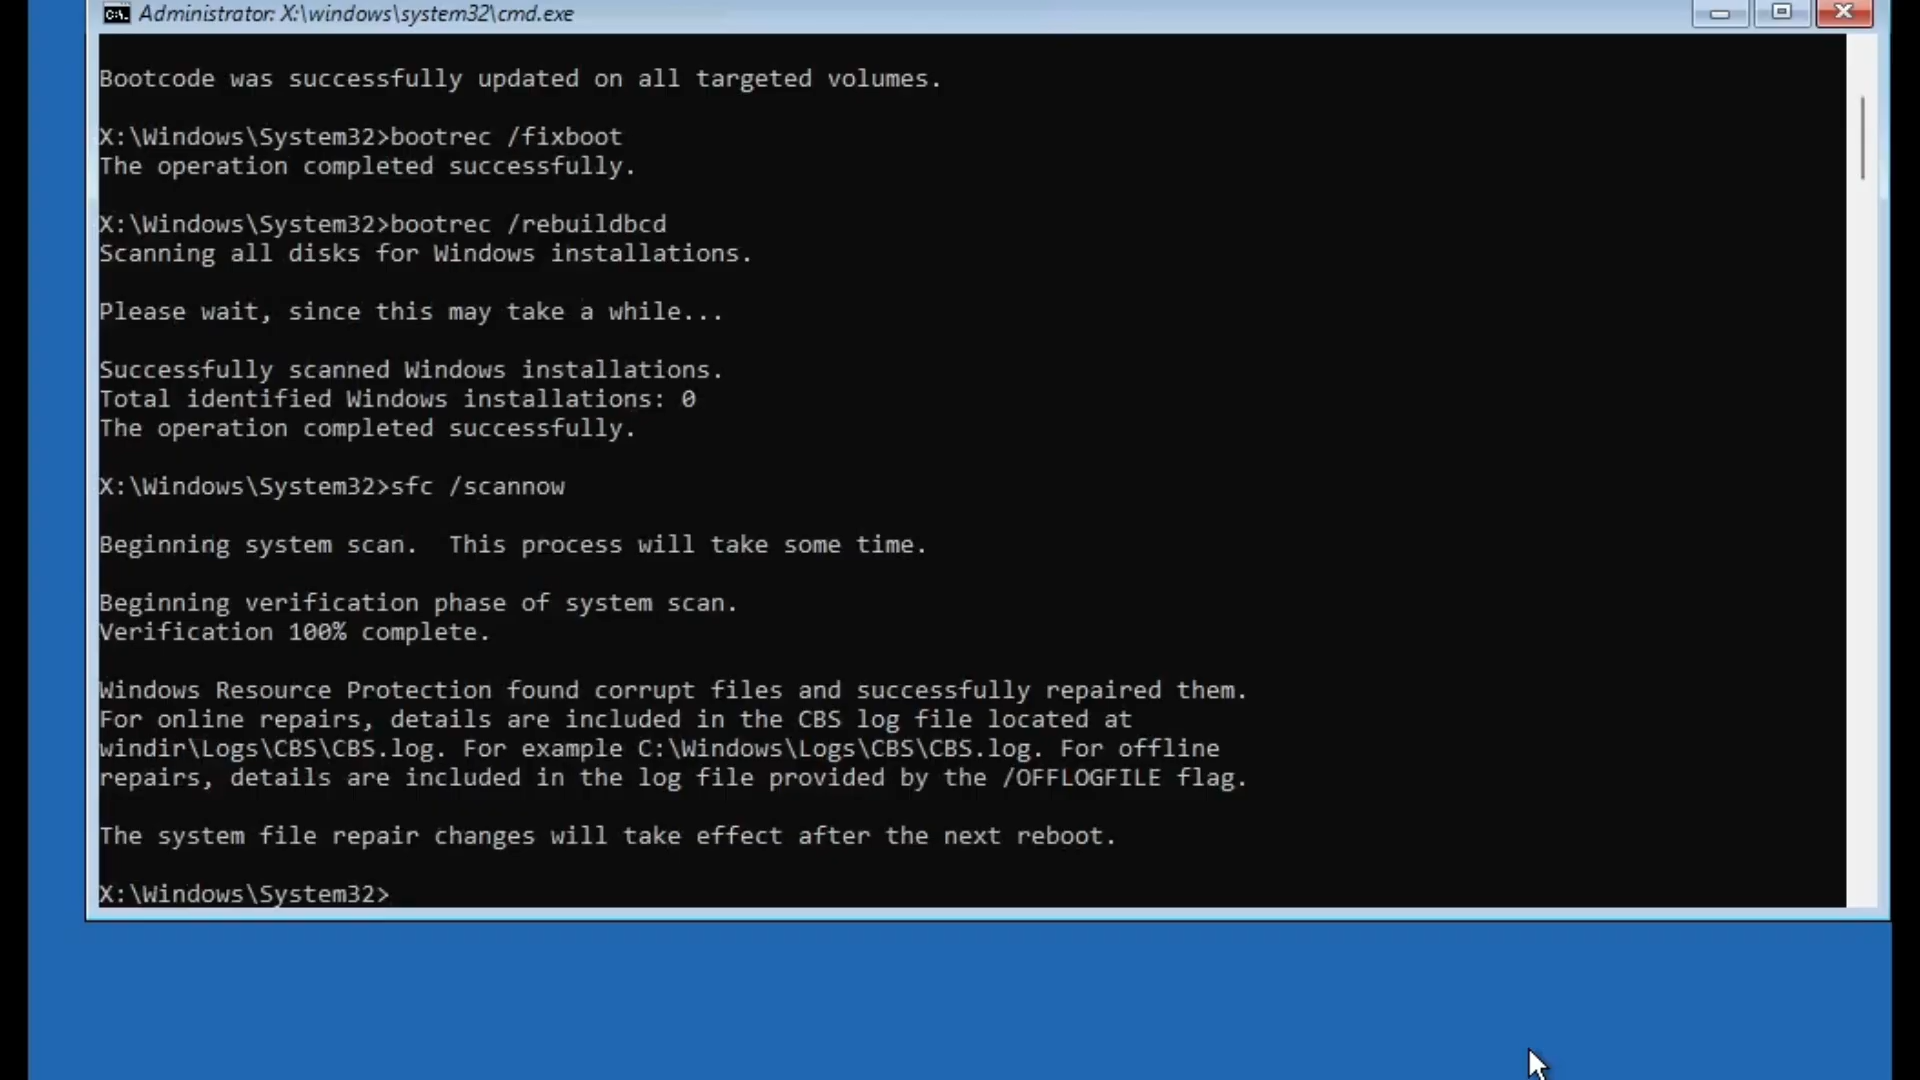 Administrator: X:\windows\system32\cmd.exe
Bootcode was successfully updated on all targeted volumes.
X:\Windows\System32>bootrec /fixboot
The operation completed successfully.
X:\Windows\System32>bootrec /rebuildbcd
Scanning all disks for Windows installations.
Please wait, since this may take a while...
Successfully scanned Windows installations.
Total identified Windows installations: 0
The operation completed successfully.
X:\Windows\System32>sfc /scannow
Beginning system scan.  This process will take some time.
Beginning verification phase of system scan.
Verification 100% complete.
Windows Resource Protection found corrupt files and successfully repaired them.
For online repairs, details are included in the CBS log file located at
windir\Logs\CBS\CBS.log. For example C:\Windows\Logs\CBS\CBS.log. For offline
repairs, details are included in the log file provided by the /OFFLOGFILE flag.
The system file repair changes will take effect after the next reboot.
X:\Windows\System32>